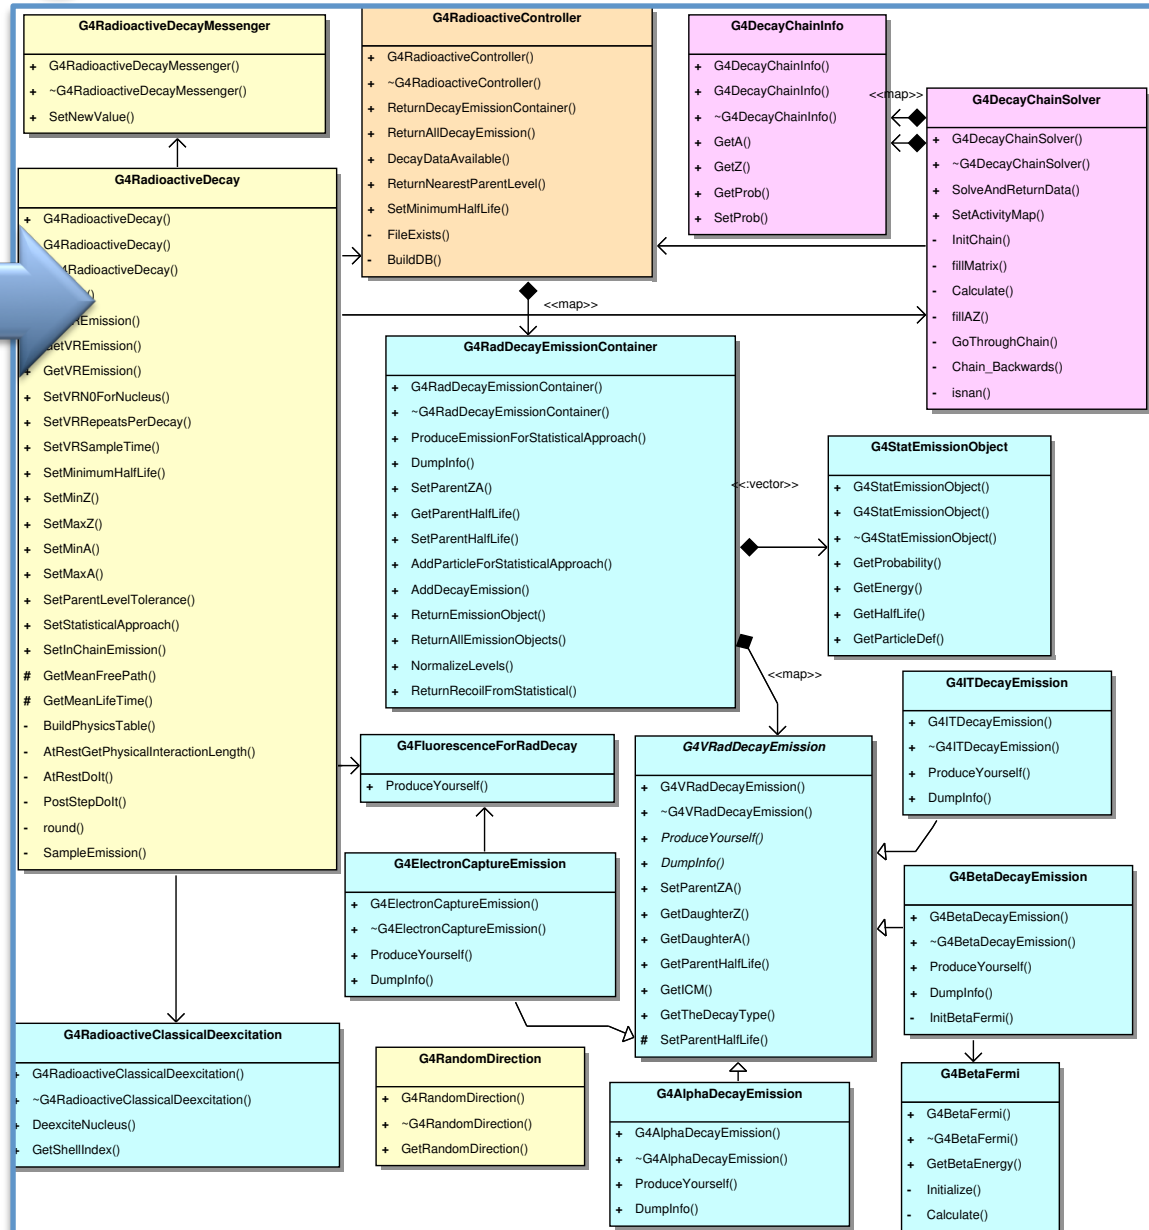 G4RadioactiveDecayMessenger
+ G4RadioactiveDecayMessenger()
+ ~G4RadioactiveDecayMessenger()
+ SetNewValue()
G4RadioactiveController
+ G4RadioactiveController()
+ ~G4RadioactiveController()
+ ReturnDecayEmissionContainer()
+ ReturnAllDecayEmission()
+ DecayDataAvailable()
+ ReturnNearestParentLevel()
+ SetMinimumHalfLife()
- FileExists()
- BuildDB()
G4DecayChainInfo
+ G4DecayChainInfo()
+ G4DecayChainInfo()
+ ~G4DecayChainInfo()
+ GetA()
+ GetZ()
+ GetProb()
+ SetProb()
<<map>>
G4DecayChainSolver
+ G4DecayChainSolver()
+ ~G4DecayChainSolver()
+ SolveAndReturnData()
+ SetActivityMap()
- InitChain()
- fillMatrix()
- Calculate()
- fillAZ()
- GoThroughChain()
- Chain_Backwards()
- isnan()
G4RadioactiveDecay
+ G4RadioactiveDecay()
G4RadioactiveDecay()
4RadioactiveDecay()
()
REmission()
GetVREmission()
+ GetVREmission()
+ SetVRN0ForNucleus()
+ SetVRRepeatsPerDecay()
+ SetVRSampleTime()
+ SetMinimumHalfLife()
+ SetMinZ()
+ SetMaxZ()
+ SetMinA()
+ SetMaxA()
+ SetParentLevelTolerance()
+ SetStatisticalApproach()
+ SetInChainEmission()
# GetMeanFreePath()
# GetMeanLifeTime()
- BuildPhysicsTable()
- AtRestGetPhysicalInteractionLength()
- AtRestDoIt()
- PostStepDoIt()
- round()
- SampleEmission()
<<map>>
G4RadDecayEmissionContainer
+ G4RadDecayEmissionContainer()
+ ~G4RadDecayEmissionContainer()
+ ProduceEmissionForStatisticalApproach()
+ DumpInfo()
+ SetParentZA()
+ GetParentHalfLife()
+ SetParentHalfLife()
+ AddParticleForStatisticalApproach()
+ AddDecayEmission()
+ ReturnEmissionObject()
+ ReturnAllEmissionObjects()
+ NormalizeLevels()
+ ReturnRecoilFromStatistical()
<<:vector>>
G4StatEmissionObject
+ G4StatEmissionObject()
+ G4StatEmissionObject()
+ ~G4StatEmissionObject()
+ GetProbability()
+ GetEnergy()
+ GetHalfLife()
+ GetParticleDef()
<<map>>
G4ITDecayEmission
+ G4ITDecayEmission()
+ ~G4ITDecayEmission()
+ ProduceYourself()
+ DumpInfo()
G4FluorescenceForRadDecay
+ ProduceYourself()
G4VRadDecayEmission
+ G4VRadDecayEmission()
+ ~G4VRadDecayEmission()
+ ProduceYourself()
+ DumpInfo()
+ SetParentZA()
+ GetDaughterZ()
+ GetDaughterA()
+ GetParentHalfLife()
+ GetICM()
+ GetTheDecayType()
# SetParentHalfLife()
G4ElectronCaptureEmission
+ G4ElectronCaptureEmission()
+ ~G4ElectronCaptureEmission()
+ ProduceYourself()
+ DumpInfo()
G4BetaDecayEmission
+ G4BetaDecayEmission()
+ ~G4BetaDecayEmission()
+ ProduceYourself()
+ DumpInfo()
- InitBetaFermi()
G4RadioactiveClassicalDeexcitation
+ G4RadioactiveClassicalDeexcitation()
+ ~G4RadioactiveClassicalDeexcitation()
+ DeexciteNucleus()
+ GetShellIndex()
G4RandomDirection
+ G4RandomDirection()
+ ~G4RandomDirection()
+ GetRandomDirection()
G4AlphaDecayEmission
+ G4AlphaDecayEmission()
+ ~G4AlphaDecayEmission()
+ ProduceYourself()
+ DumpInfo()
G4BetaFermi
+ G4BetaFermi()
+ ~G4BetaFermi()
+ GetBetaEnergy()
- Initialize()
- Calculate()